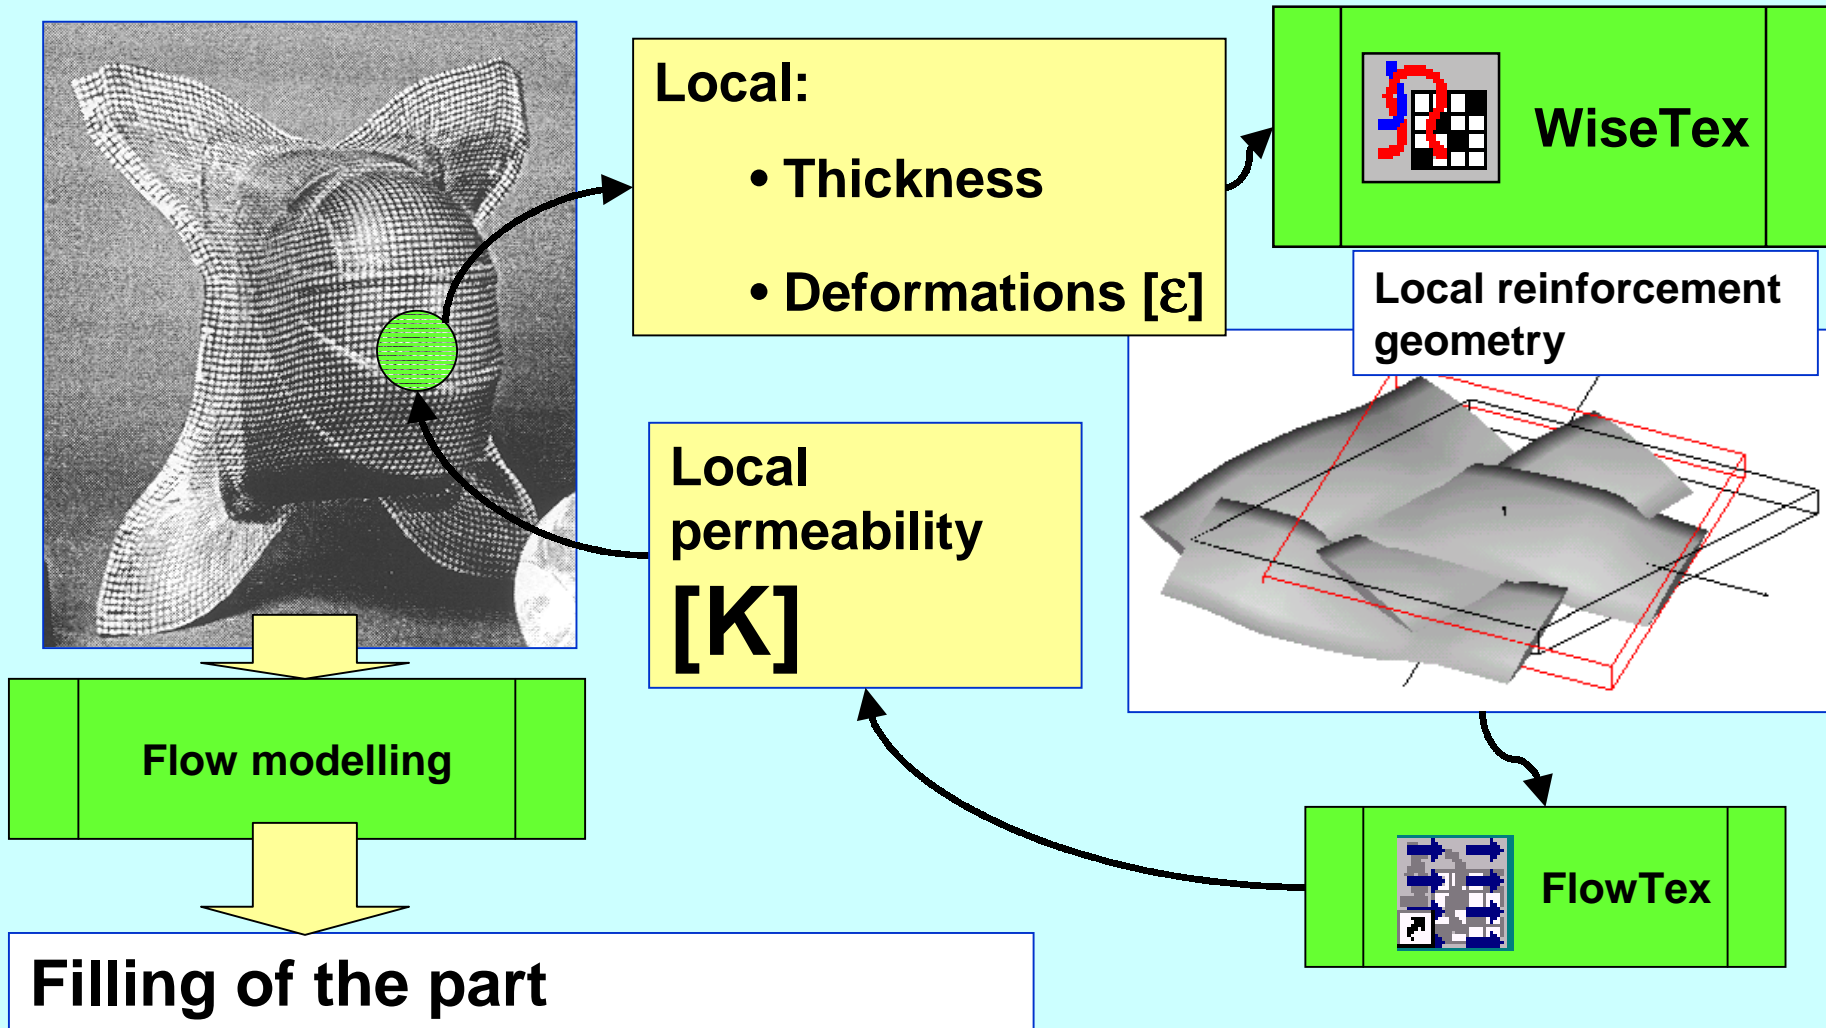 Local:
• Thickness
• Deformations [ε]
WiseTex
Local reinforcement
geometry
Local
permeability
[K]
Flow modelling
FlowTex
Filling of the part